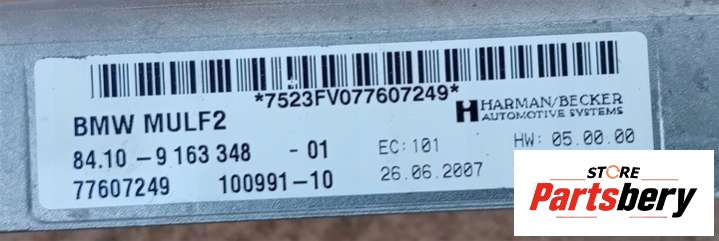 *7523FV077607249*
BMW MULF2
HARMAN/BECKER
AUTOMOTIVE SYSTEMS
84.10 - 9 163 348 - 01 EC: 101 HW: 05.00.00
77607249 100991-10 26.06.2007
STORE
Partsbery